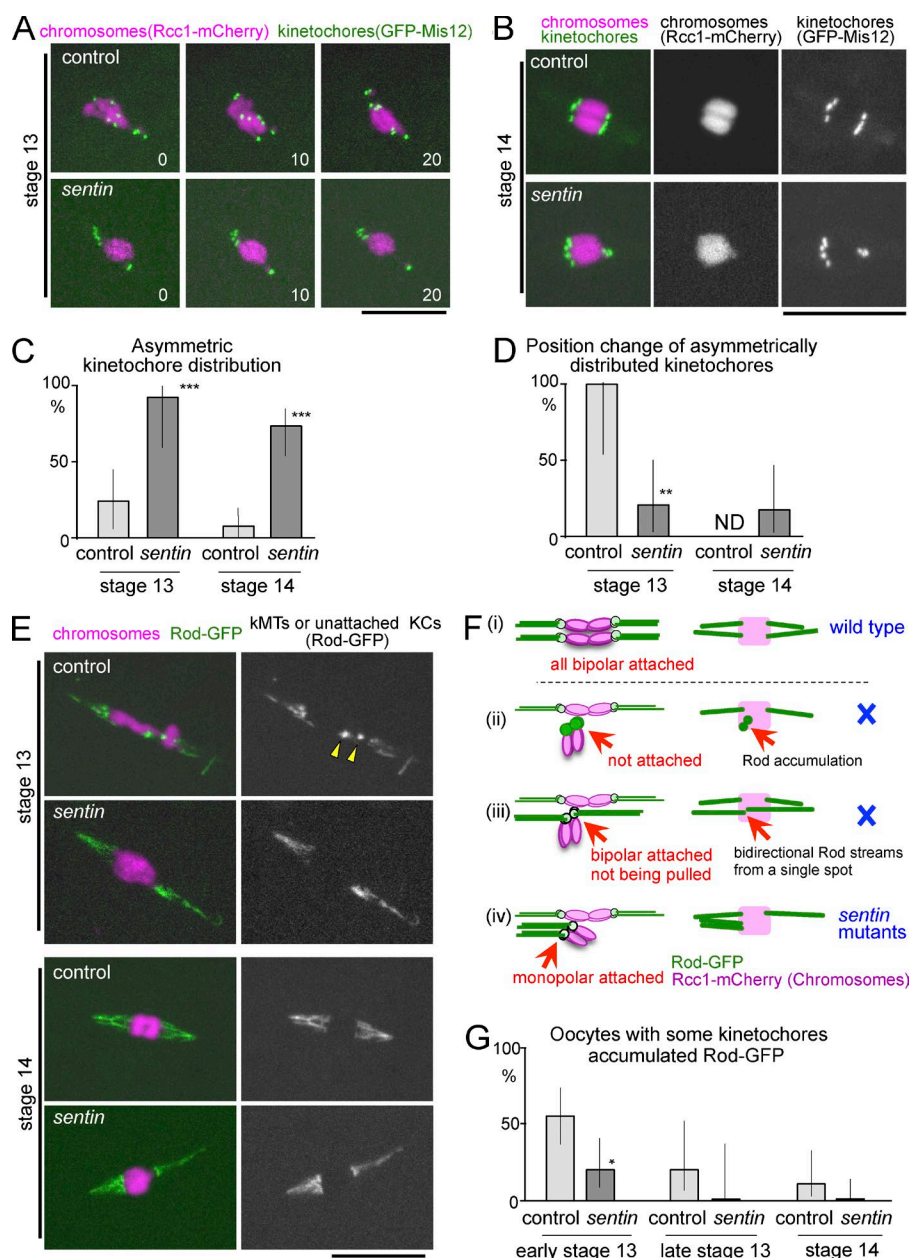 A
chromosomes(Rcc1-mCherry) kinetochores(GFP-Mis12)
stage 13
control
0
10
20
sentin
0
10
20
B
chromosomes
kinetochores
chromosomes
(Rcc1-mCherry)
kinetochores
(GFP-Mis12)
stage 14
control
sentin
C
Asymmetric
kinetochore distribution
100
%
50
0
***
***
control sentin control sentin
stage 13 stage 14
D
Position change of asymmetrically
distributed kinetochores
100
%
50
0
**
ND
control sentin control sentin
stage 13 stage 14
E
chromosomes Rod-GFP
kMTs or unattached KCs
(Rod-GFP)
stage 13
control
sentin
stage 14
control
sentin
F
(i)
all bipolar attached
wild type
(ii)
not attached
Rod accumulation
X
(iii)
bipolar attached
not being pulled
bidirectional Rod streams
from a single spot
X
(iv)
monopolar attached
sentin
mutants
Rod-GFP
Rcc1-mCherry (Chromosomes)
G
Oocytes with some kinetochores
accumulated Rod-GFP
100
%
50
0
*
control sentin control sentin control sentin
early stage 13 late stage 13 stage 14